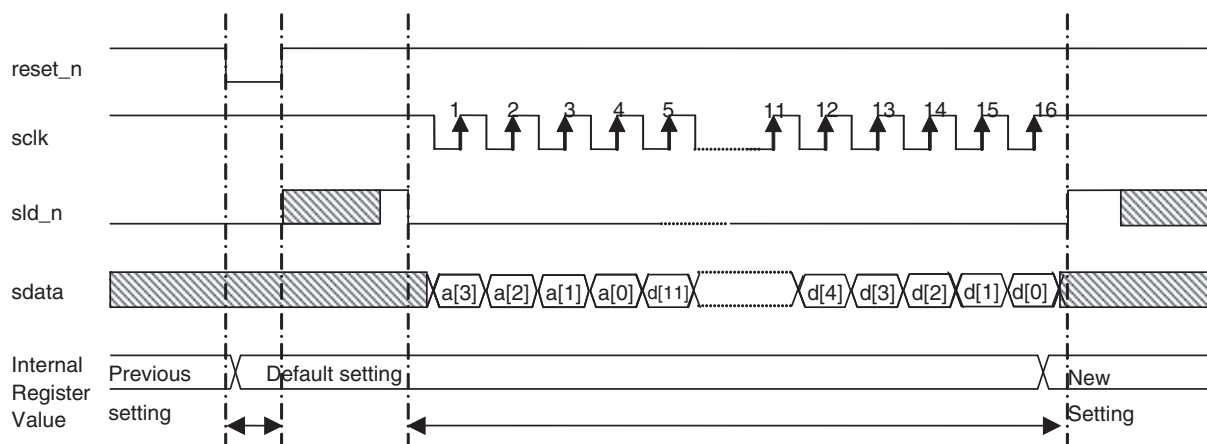 reset_n
sclk
1 2 3 4 5 11 12 13 14 15 16
sld_n
sdata
a[3] a[2] a[1] a[0] d[11] d[4] d[3] d[2] d[1] d[0]
Internal
Register
Value
Previous
setting
Default setting
New
Setting